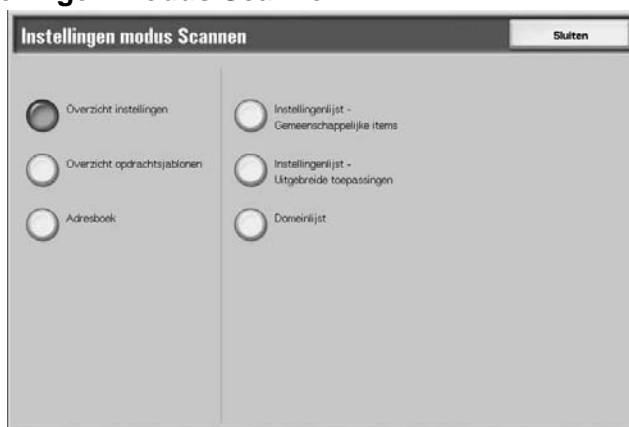 Instellingen modus Scannen
Sluiten
Overzicht instellingen
Overzicht opdrachtsjablonen
Adresboek
Instellingenlijst -
Gemeenschappelijke items
Instellingenlijst -
Uitgebreide toepassingen
Domeinlijst